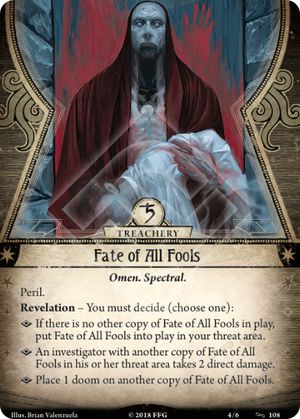 TREACHERY
Fate of All Fools
Omen. Spectral.
Peril.
Revelation – You must decide (choose one):
If there is no other copy of Fate of All Fools in play,
put Fate of All Fools into play in your threat area.
An investigator with another copy of Fate of All
Fools in his or her threat area takes 2 direct damage.
Place 1 doom on another copy of Fate of All Fools.
Illus. Brian Valenzuela © 2018 FFG 4/6 108